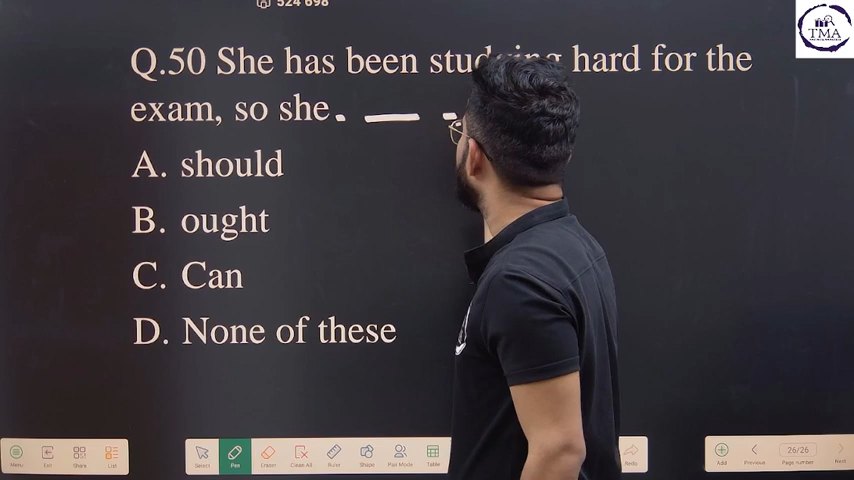 524 698
TMA
Q.50 She has been studying hard for the
exam, so she
A. should
B. ought
C. Can
D. None of these
Menu
Exit
Share
List
Select
Pen
Eraser
Clear All
Ruler
Shape
Pair Mode
Table
Redo
Add
Previous
26/26
Page number
Next